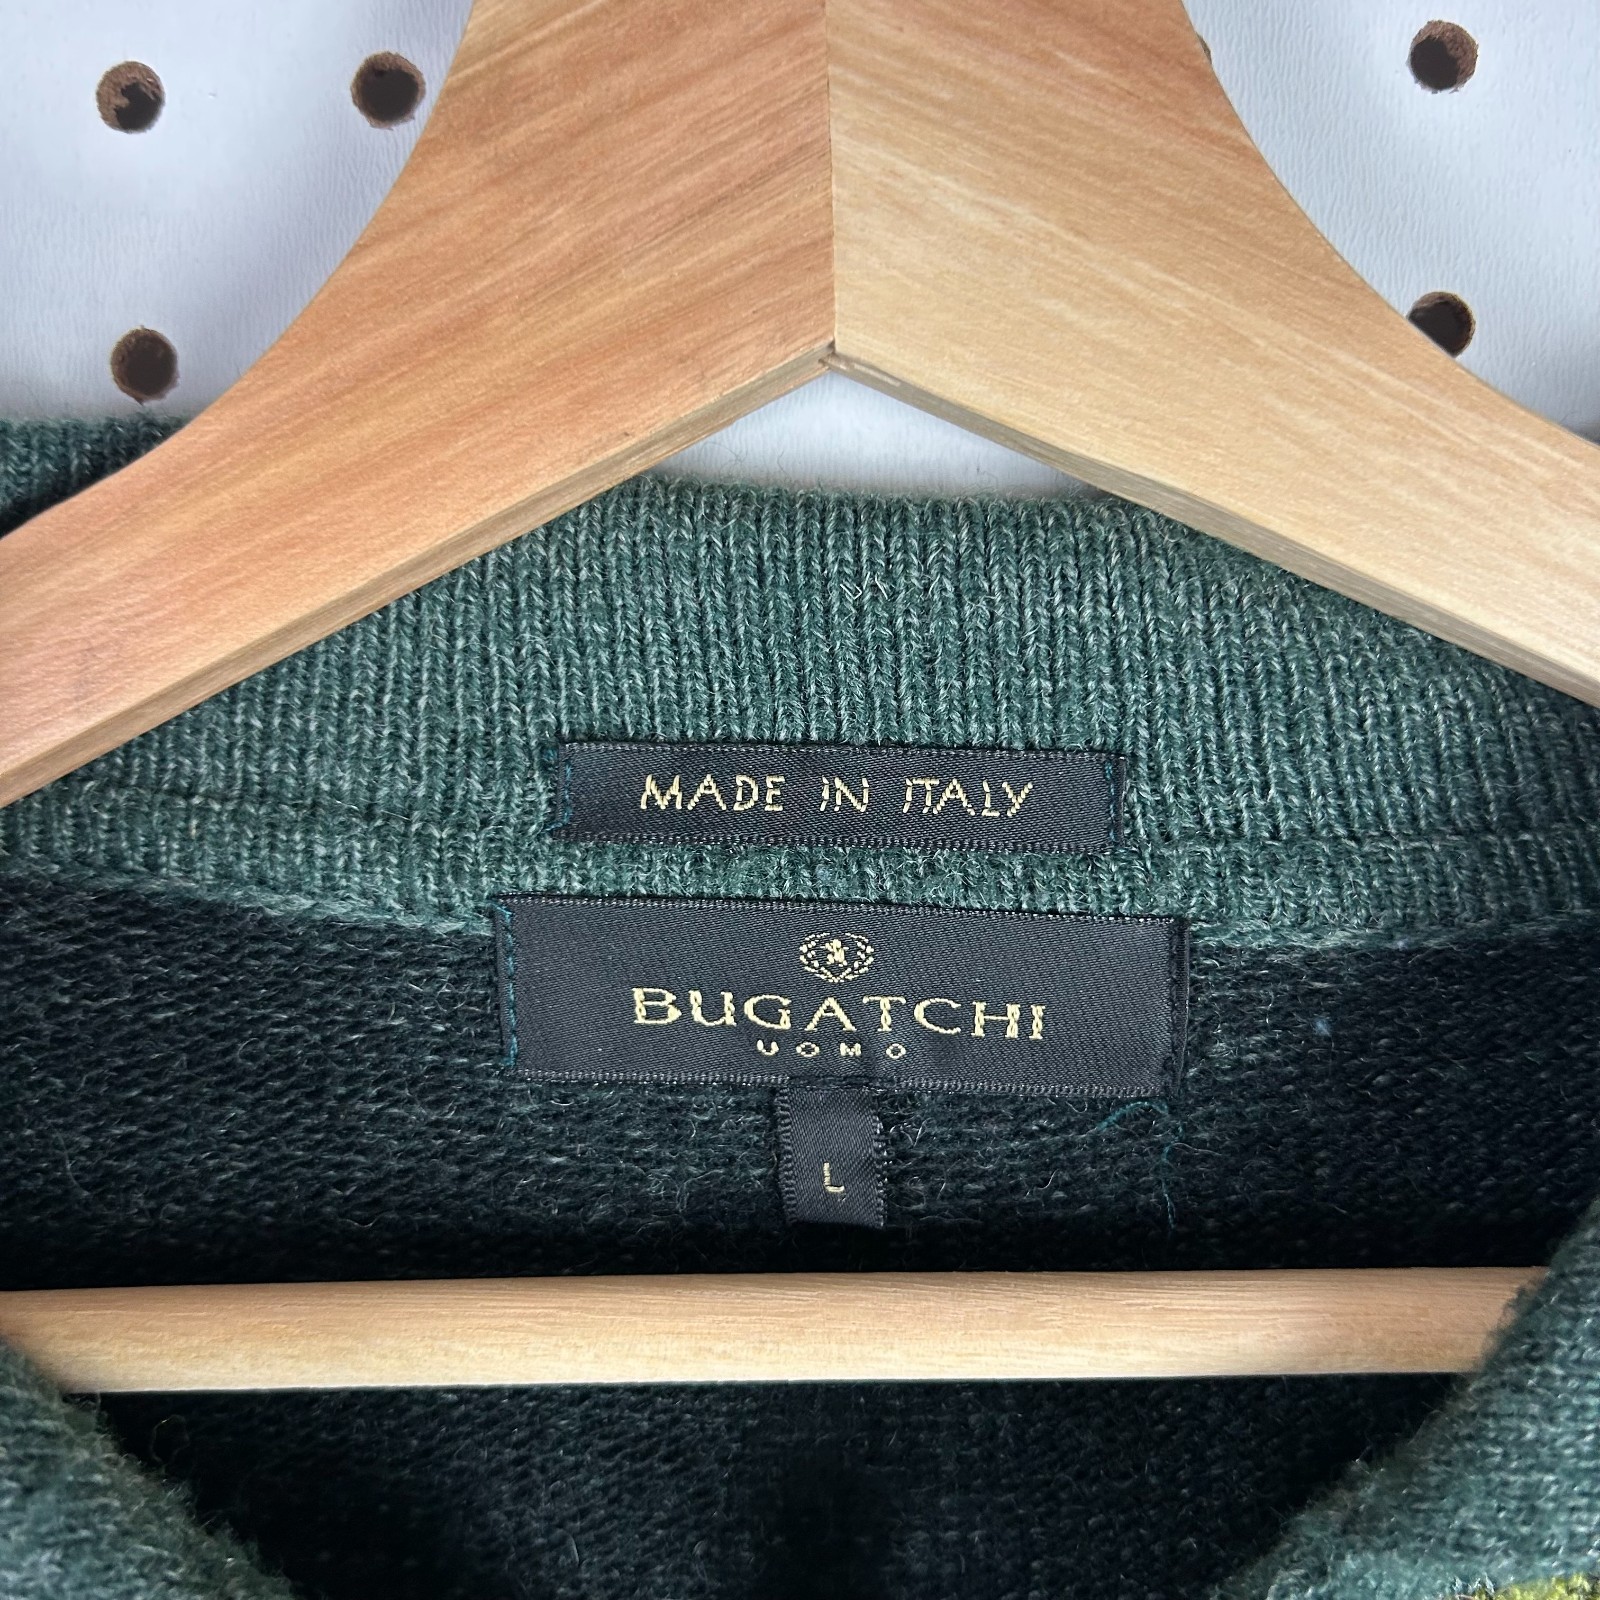 MADE IN ITALY
BUGATCHI
UOMO
L